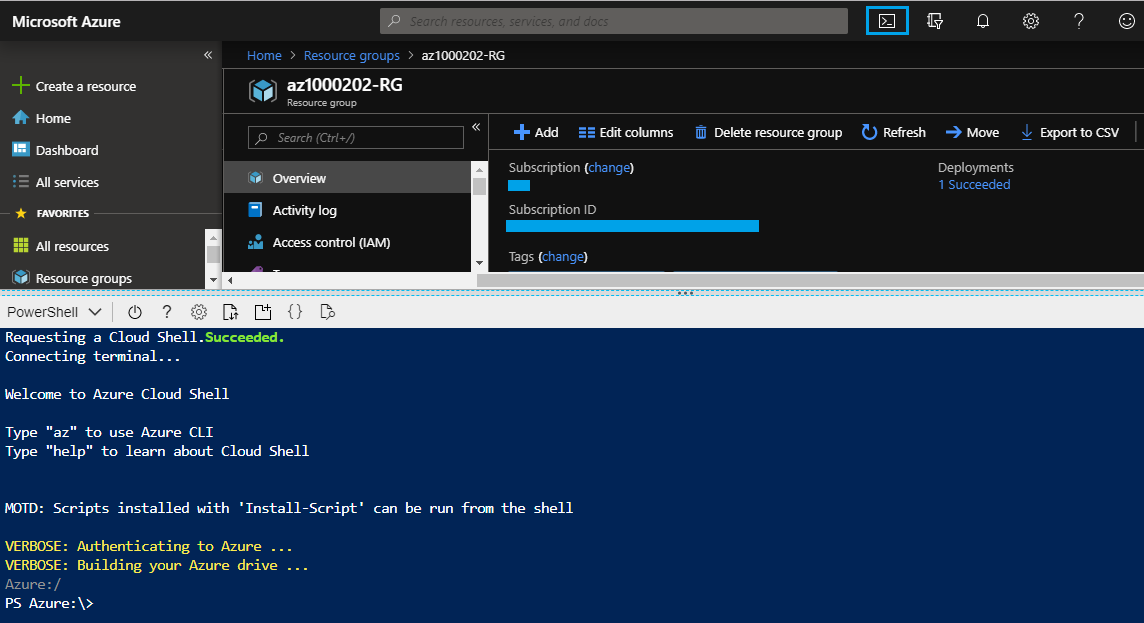 Microsoft Azure
Search resources, services, and docs
Home > Resource groups > az1000202-RG
Create a resource
Home
Dashboard
All services
FAVORITES
All resources
Resource groups
az1000202-RG
Resource group
Search (Ctrl+/)
Overview
Activity log
Access control (IAM)
Add
Edit columns
Delete resource group
Refresh
Move
Export to CSV
Subscription (change)
Subscription ID
Tags (change)
Deployments
1 Succeeded
PowerShell
Requesting a Cloud Shell.Succeeded.
Connecting terminal...
Welcome to Azure Cloud Shell
Type "az" to use Azure CLI
Type "help" to learn about Cloud Shell
MOTD: Scripts installed with 'Install-Script' can be run from the shell
VERBOSE: Authenticating to Azure ...
VERBOSE: Building your Azure drive ...
Azure:/
PS Azure:\>